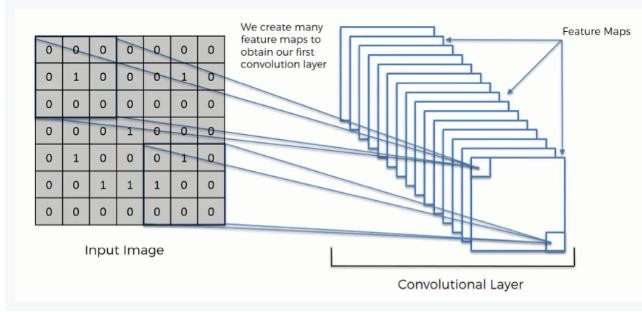 We create many
feature maps to
obtain our first
convolution layer
Feature Maps
0 0 0 0 0 0 0
0 1 0 0 0 1 0
0 0 0 0 0 0 0
0 0 0 1 0 0 0
0 1 0 0 0 1 0
0 0 1 1 1 0 0
0 0 0 0 0 0 0
Input Image
Convolutional Layer